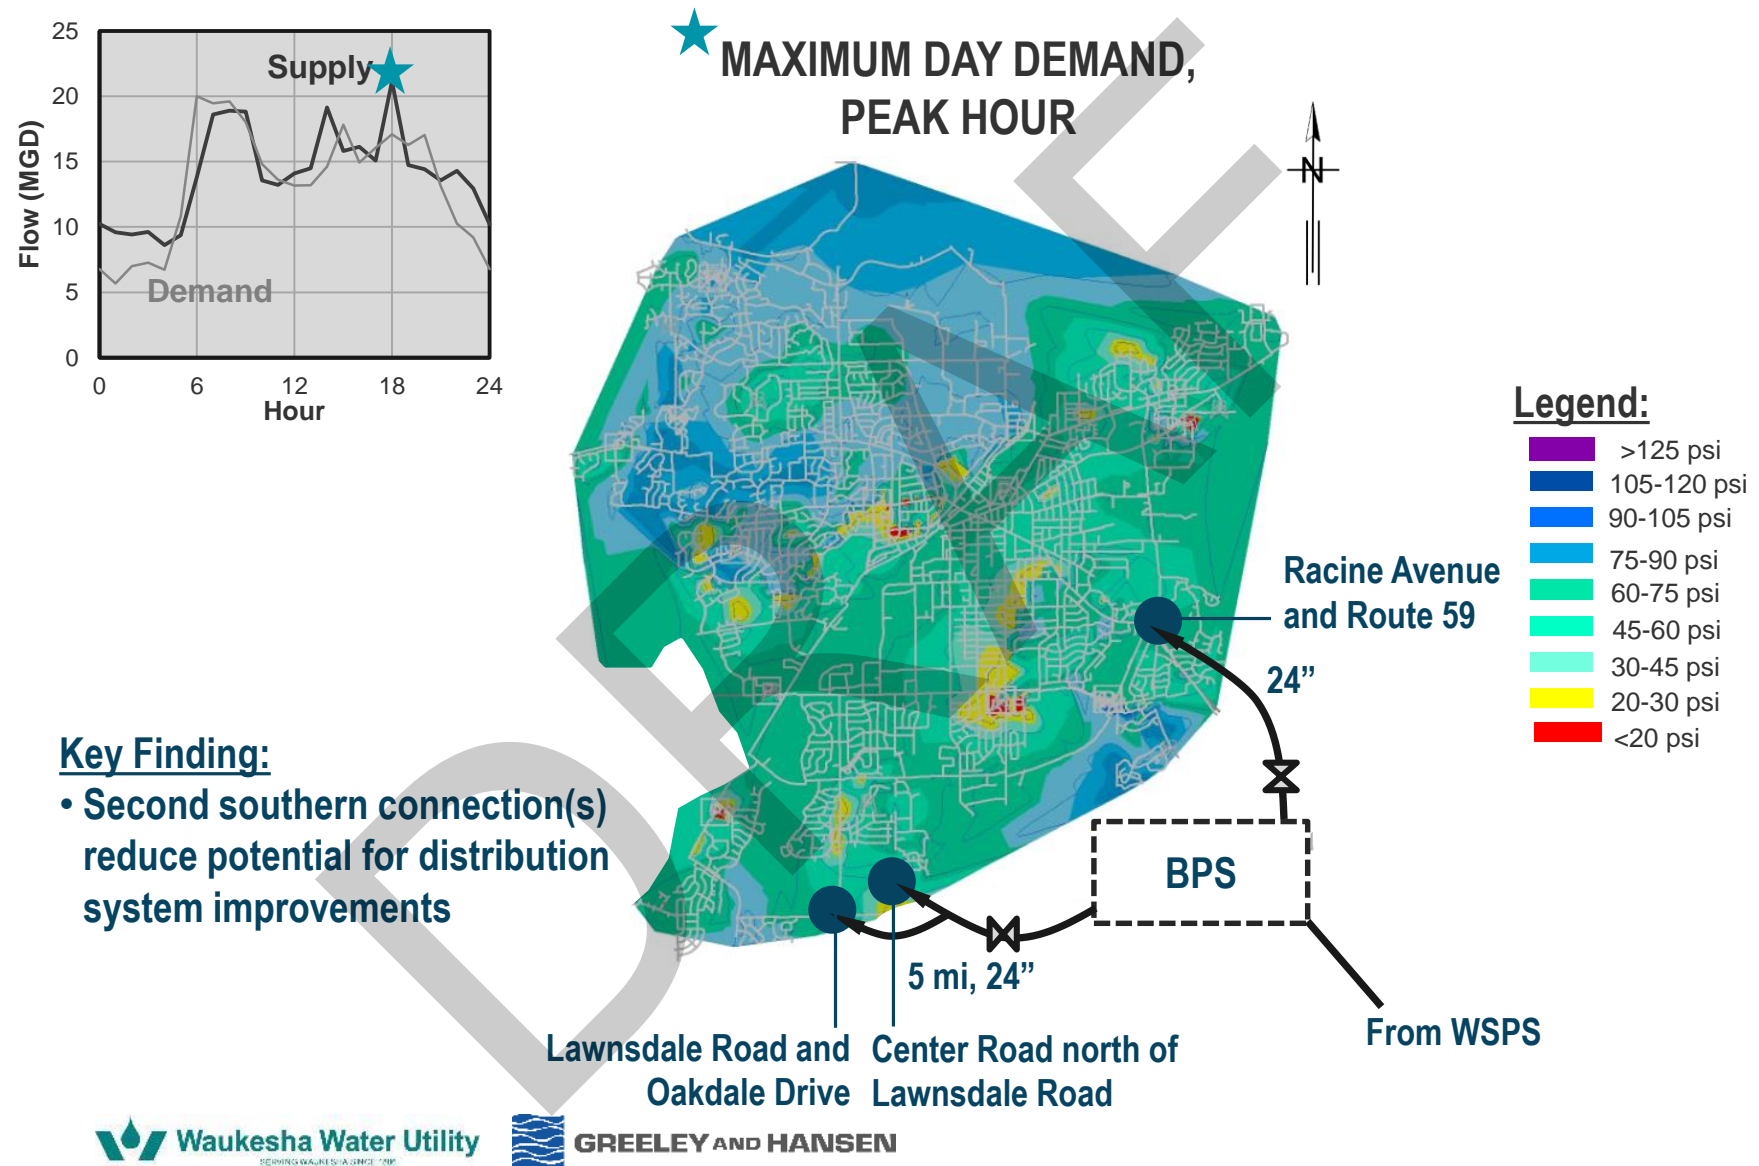 MAXIMUM DAY DEMAND,
PEAK HOUR
25
20
15
10
5
0
Flow (MGD)
Supply
Demand
0 6 12 18 24
Hour
N
Legend:
>125 psi
105-120 psi
90-105 psi
75-90 psi
60-75 psi
45-60 psi
30-45 psi
20-30 psi
<20 psi
Racine Avenue
and Route 59
24”
Key Finding:
• Second southern connection(s)
reduce potential for distribution
system improvements
BPS
5 mi, 24”
From WSPS
Lawnsdale Road and
Oakdale Drive
Center Road north of
Lawnsdale Road
DRAFT
Waukesha Water Utility
SERVING WAUKESHA SINCE 1886
GREELEY AND HANSEN